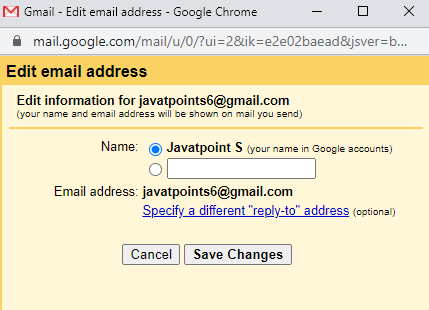 Gmail - Edit email address - Google Chrome
mail.google.com/mail/u/0/?ui=2&ik=e2e02baead&jsver=b...
Edit email address
Edit information for javatpoints6@gmail.com
(your name and email address will be shown on mail you send)
Name: Javatpoint S (your name in Google accounts)
Email address: javatpoints6@gmail.com
Specify a different "reply-to" address (optional)
Cancel Save Changes